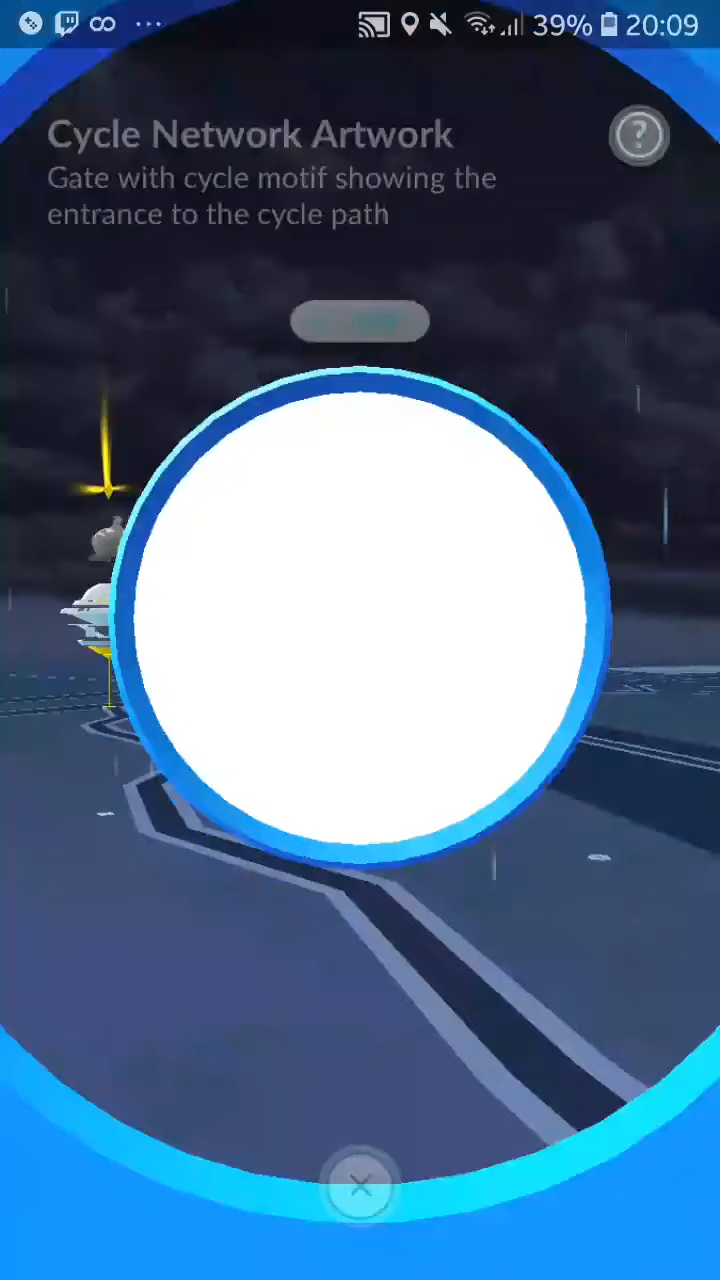 39% 20:09
Cycle Network Artwork
?
Gate with cycle motif showing the
entrance to the cycle path